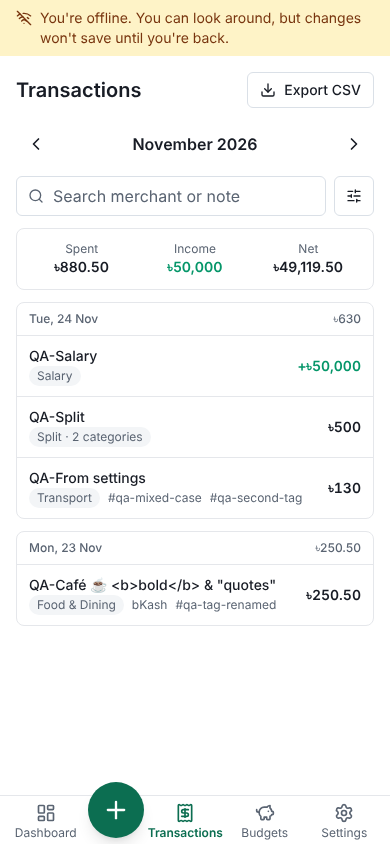 You're offline. You can look around, but changes
won't save until you're back.
Transactions
Export CSV
November 2026
Search merchant or note
Spent
Income
Net
৳880.50
৳50,000
৳49,119.50
Tue, 24 Nov
৳630
QA-Salary
Salary
+৳50,000
QA-Split
Split · 2 categories
৳500
QA-From settings
Transport #qa-mixed-case #qa-second-tag
৳130
Mon, 23 Nov
৳250.50
QA-Café ☕ <b>bold</b> & "quotes"
Food & Dining bKash #qa-tag-renamed
৳250.50
Dashboard
Transactions
Budgets
Settings